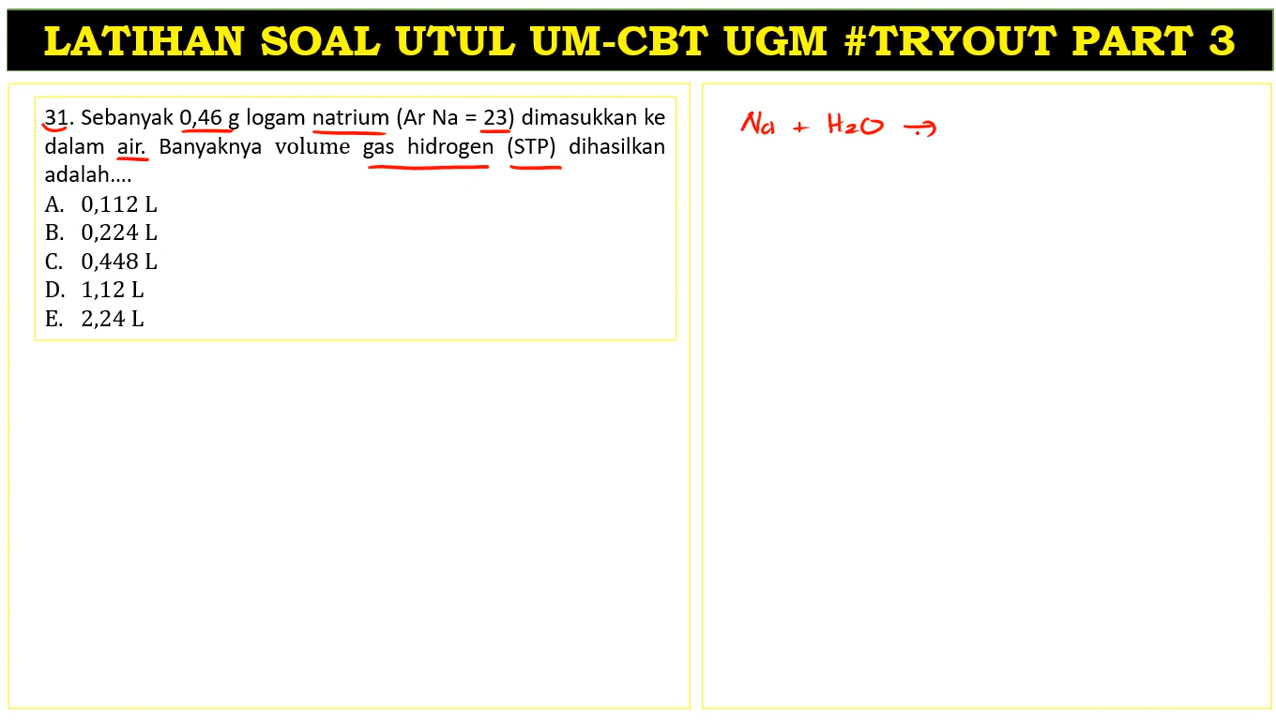 LATIHAN SOAL UTUL UM-CBT UGM #TRYOUT PART 3
31. Sebanyak 0,46 g logam natrium (Ar Na = 23) dimasukkan ke
dalam air. Banyaknya volume gas hidrogen (STP) dihasilkan
adalah....
A. 0,112 L
B. 0,224 L
C. 0,448 L
D. 1,12 L
E. 2,24 L
Na + H₂O →